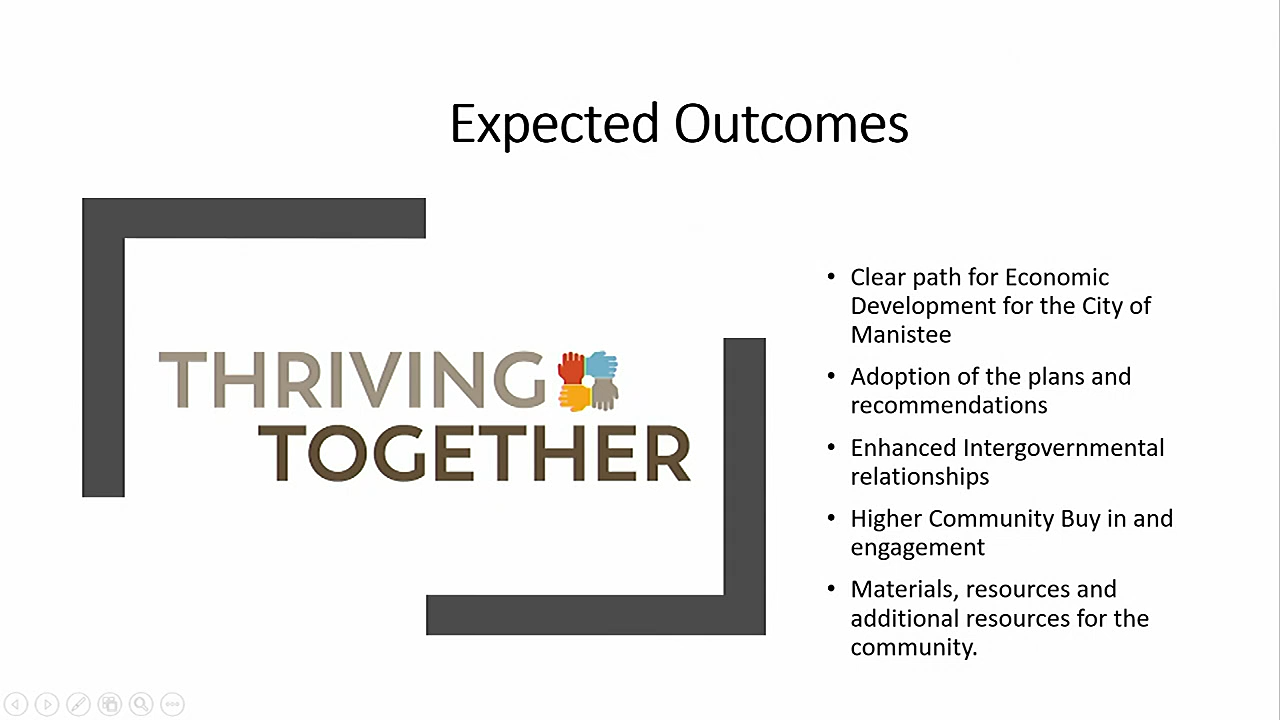 Expected Outcomes
THRIVING
TOGETHER
• Clear path for Economic
Development for the City of
Manistee
• Adoption of the plans and
recommendations
• Enhanced Intergovernmental
relationships
• Higher Community Buy in and
engagement
• Materials, resources and
additional resources for the
community.